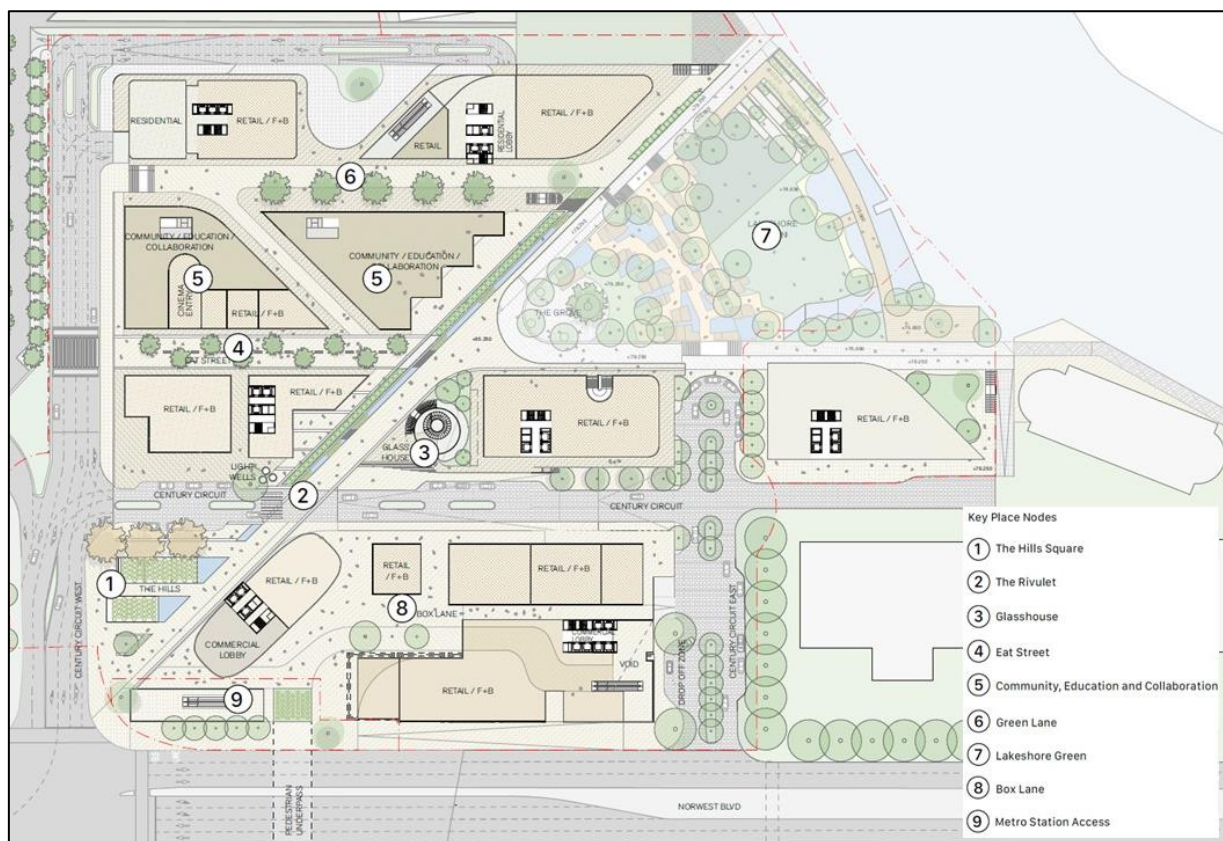 RESIDENTIAL
RETAIL / F+B
RETAIL
RESIDENTIAL
LOBBY
RETAIL / F+B
6
COMMUNITY / EDUCATION /
COLLABORATION
5
CINEMA
ENTRY
RETAIL / F+B
COMMUNITY / EDUCATION /
5
7
THE GROVE
4
EAT STREET
RETAIL / F+B
RETAIL / F+B
GLASS
HOUSE
3
RETAIL / F+B
RETAIL / F+B
LIGHT
WELLS
2
CENTURY CIRCUIT
CENTURY CIRCUIT
1
THE HILLS
RETAIL / F+B
RETAIL
/ F+B
RETAIL / F+B
8
BOX LANE
COMMERCIAL
LOBBY
COMMERCIAL
LOBBY
VOID
RETAIL / F+B
9
CENTURY CIRCUIT WEST
DROP OFF ZONE
CENTURY CIRCUIT EAST
PEDESTRIAN
UNDERPASS
NORWEST BLVD
Key Place Nodes
1 The Hills Square
2 The Rivulet
3 Glasshouse
4 Eat Street
5 Community, Education and Collaboration
6 Green Lane
7 Lakeshore Green
8 Box Lane
9 Metro Station Access